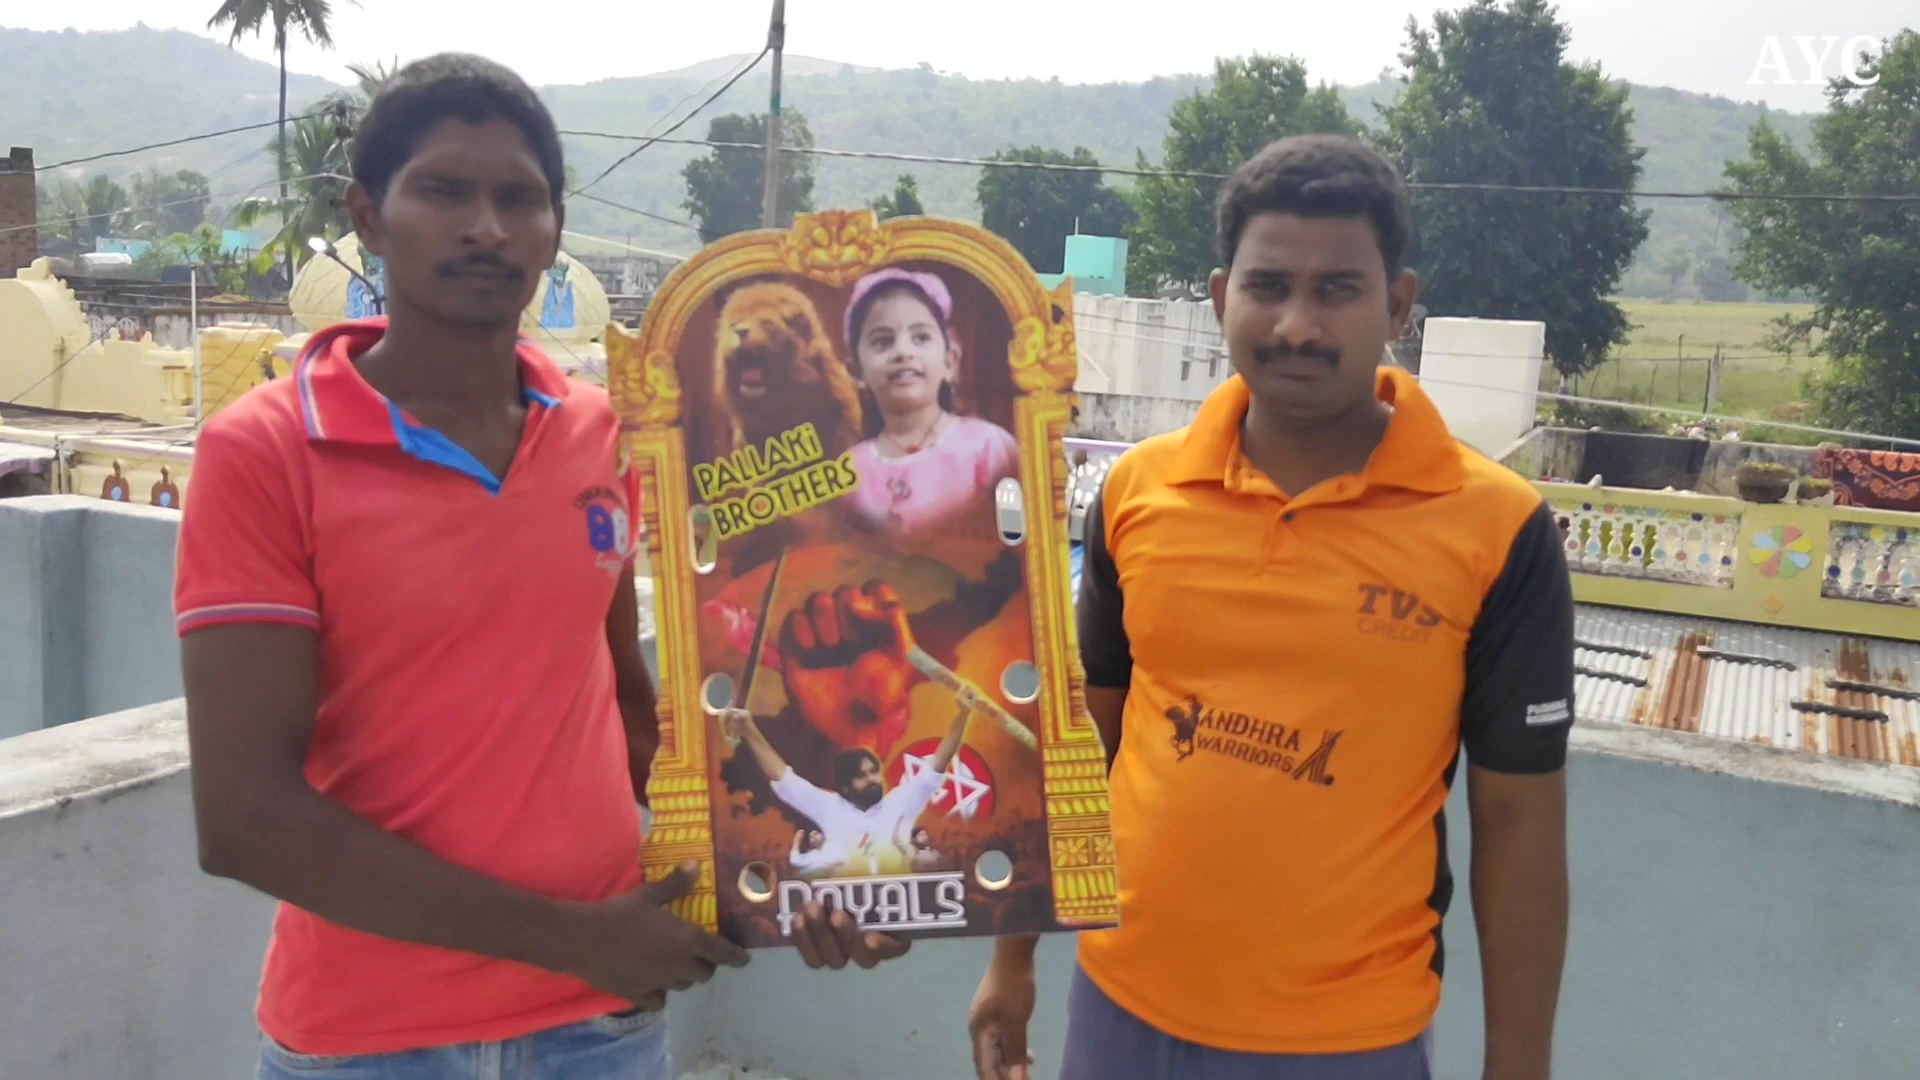 AYC
PALLAKi
BROTHERS
ROYALS
TVS
CREDIT
ANDHRA
WARRIORS